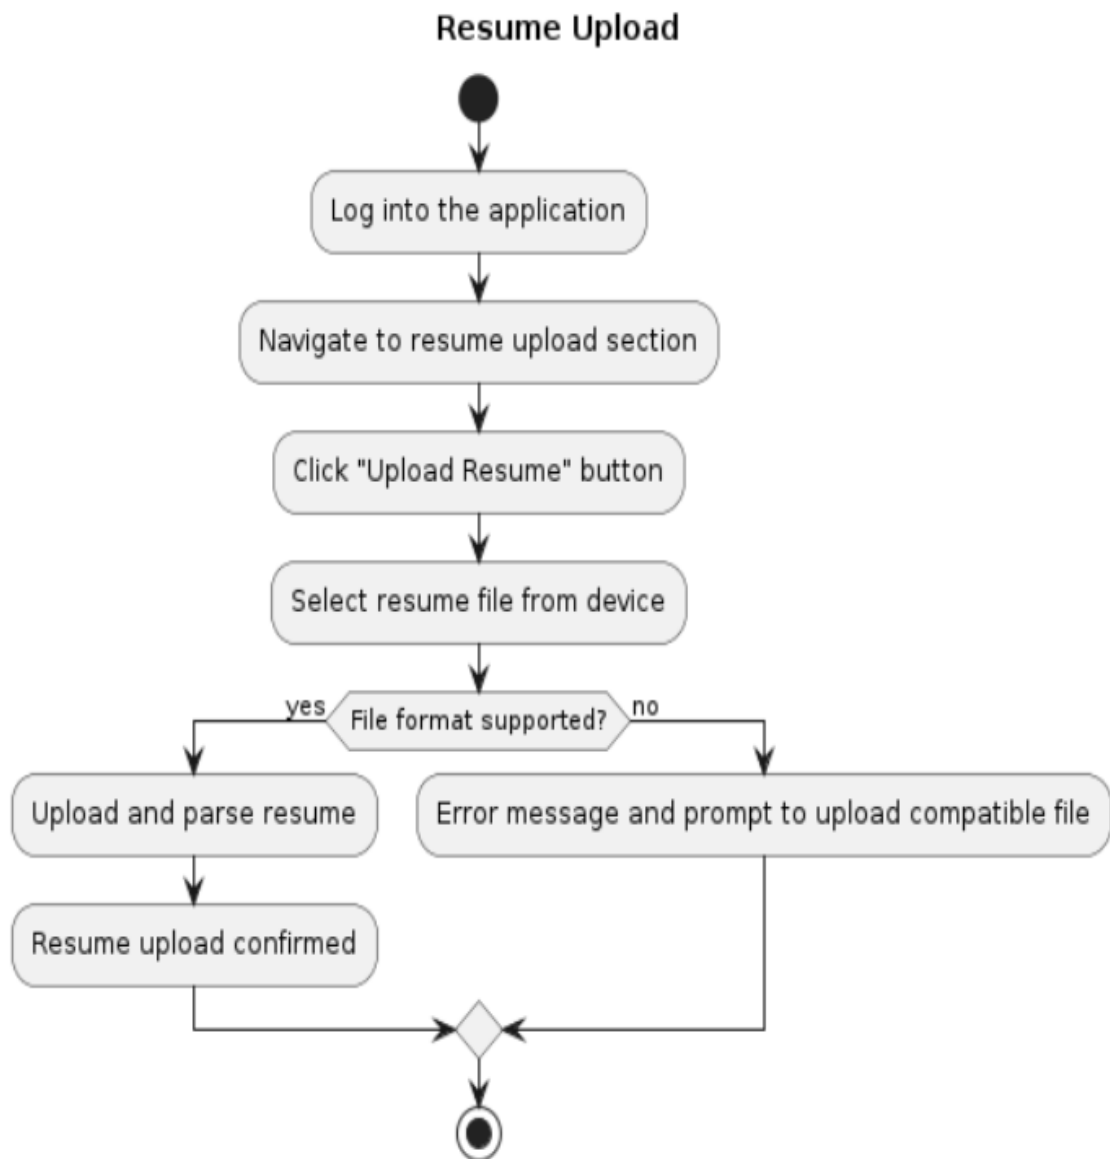 Resume Upload
Log into the application
Navigate to resume upload section
Click "Upload Resume" button
Select resume file from device
yes
File format supported?
no
Upload and parse resume
Error message and prompt to upload compatible file
Resume upload confirmed